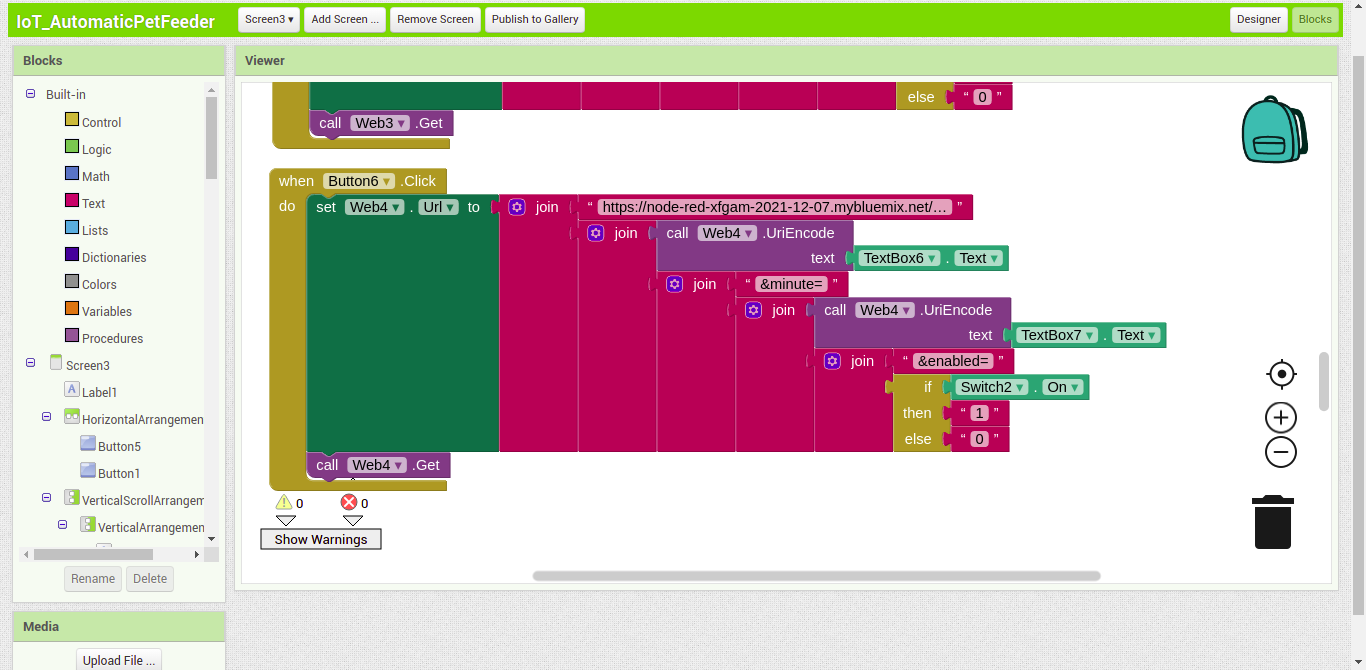 IoT_AutomaticPetFeeder
Screen3 ▾
Add Screen ...
Remove Screen
Publish to Gallery
Designer
Blocks
Blocks
Built-in
Control
Logic
Math
Text
Lists
Dictionaries
Colors
Variables
Procedures
Screen3
Label1
HorizontalArrangemen
Button5
Button1
VerticalScrollArrangem
VerticalArrangemen
Rename
Delete
Media
Upload File ...
Viewer
else “ 0 ”
call Web3 ▾ .Get
when Button6 ▾ .Click
do set Web4 ▾ . Url ▾ to join “ https://node-red-xfgam-2021-12-07.mybluemix.net/... ”
join call Web4 ▾ .UriEncode
text TextBox6 ▾ . Text ▾
join “ &minute= ”
join call Web4 ▾ .UriEncode
text TextBox7 ▾ . Text ▾
join “ &enabled= ”
if Switch2 ▾ . On ▾
then “ 1 ”
else “ 0 ”
call Web4 ▾ .Get
0 0
Show Warnings